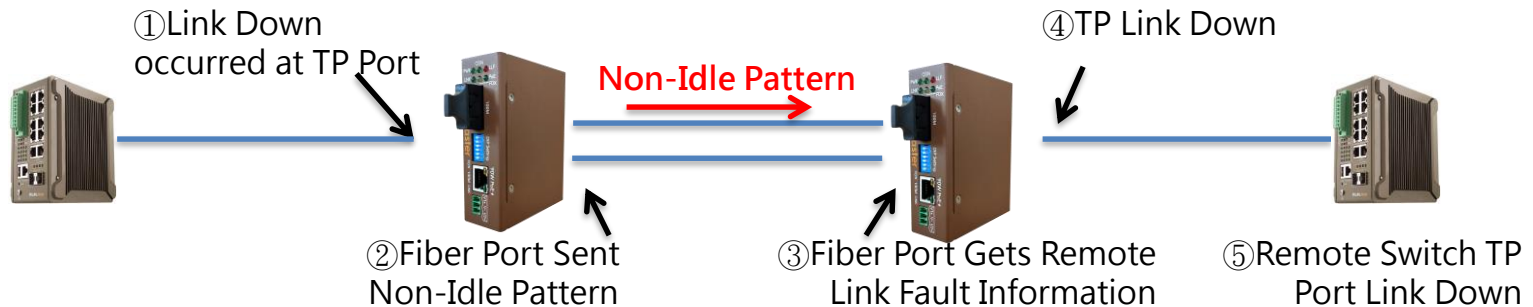 ①Link Down
occurred at TP Port
Non-Idle Pattern
④TP Link Down
②Fiber Port Sent
Non-Idle Pattern
③Fiber Port Gets Remote
Link Fault Information
⑤Remote Switch TP
Port Link Down